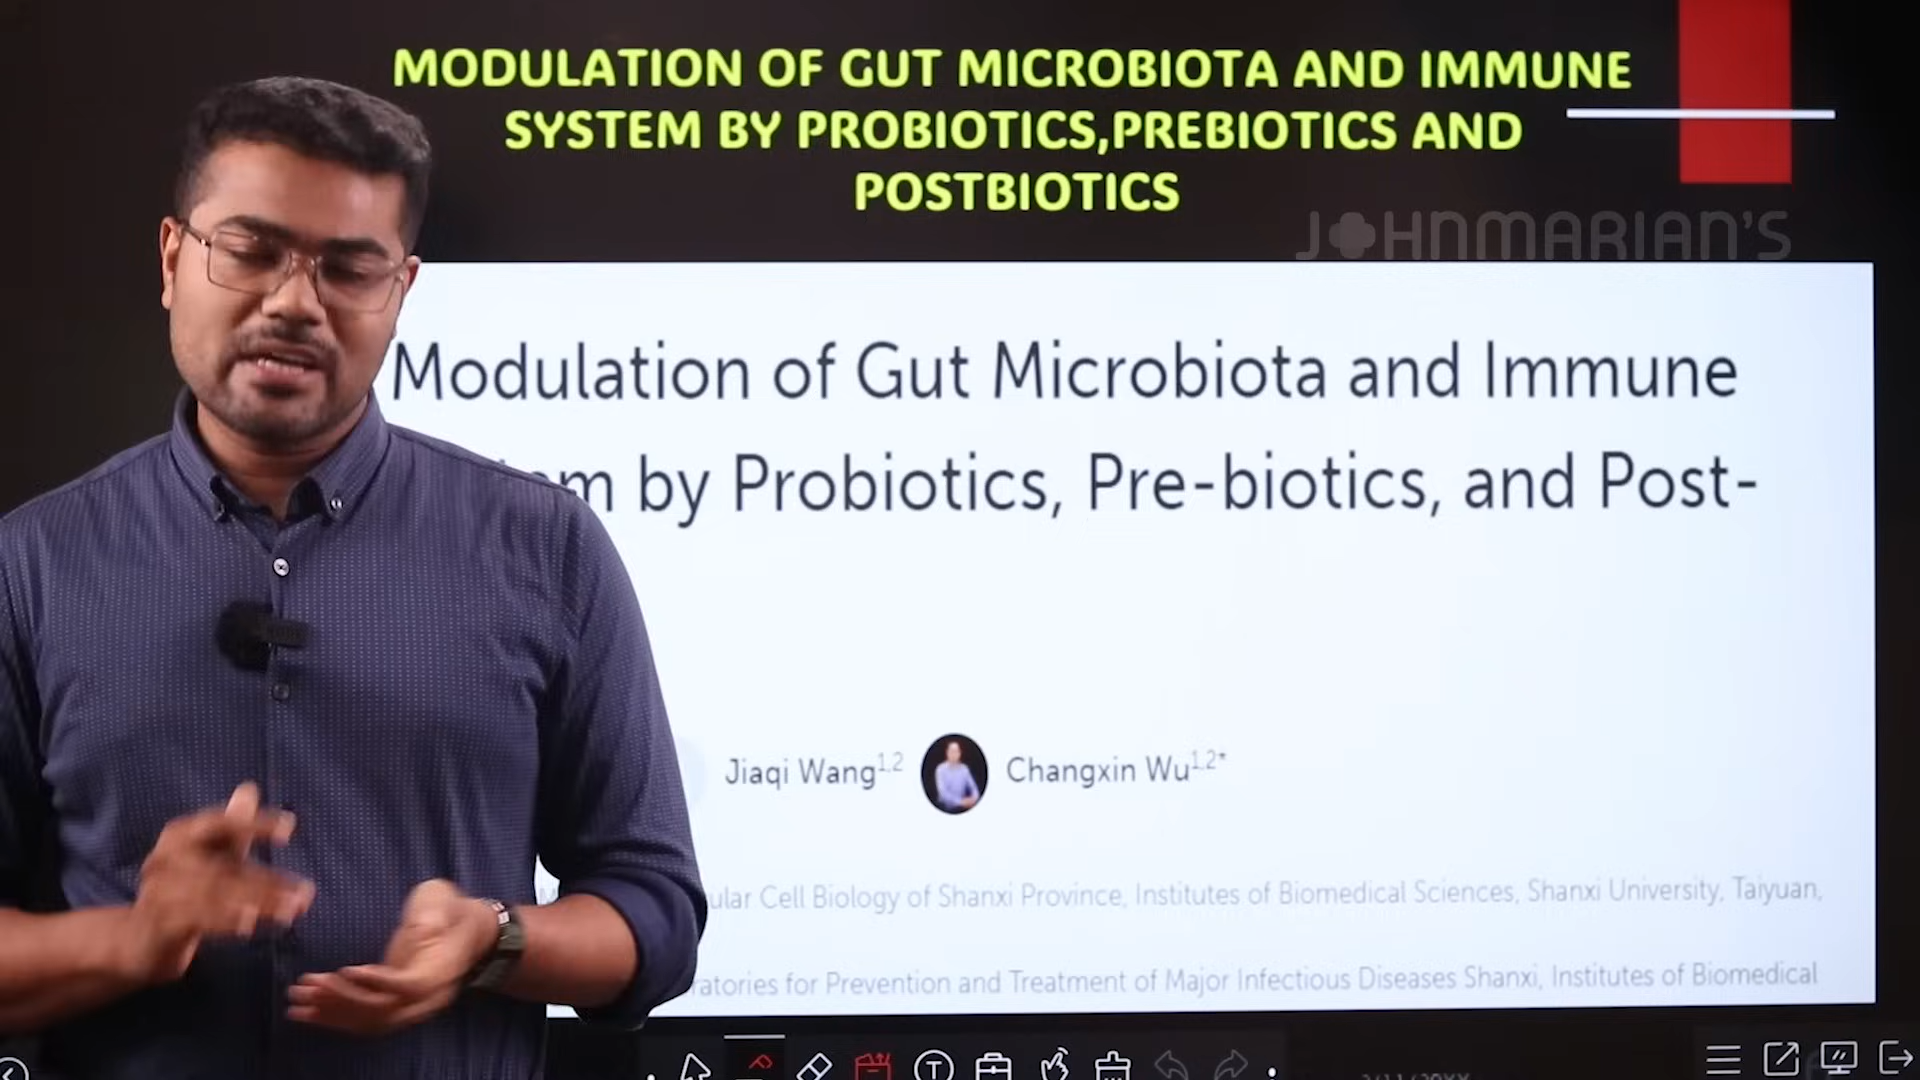 MODULATION OF GUT MICROBIOTA AND IMMUNE
SYSTEM BY PROBIOTICS,PREBIOTICS AND
POSTBIOTICS
JOHNMARIAN'S
Modulation of Gut Microbiota and Immune
by Probiotics, Pre-biotics, and Post-
Jiaqi Wang1,2 Changxin Wu1,2*
Cell Biology of Shanxi Province, Institutes of Biomedical Sciences, Shanxi University, Taiyuan,
for Prevention and Treatment of Major Infectious Diseases Shanxi, Institutes of Biomedical